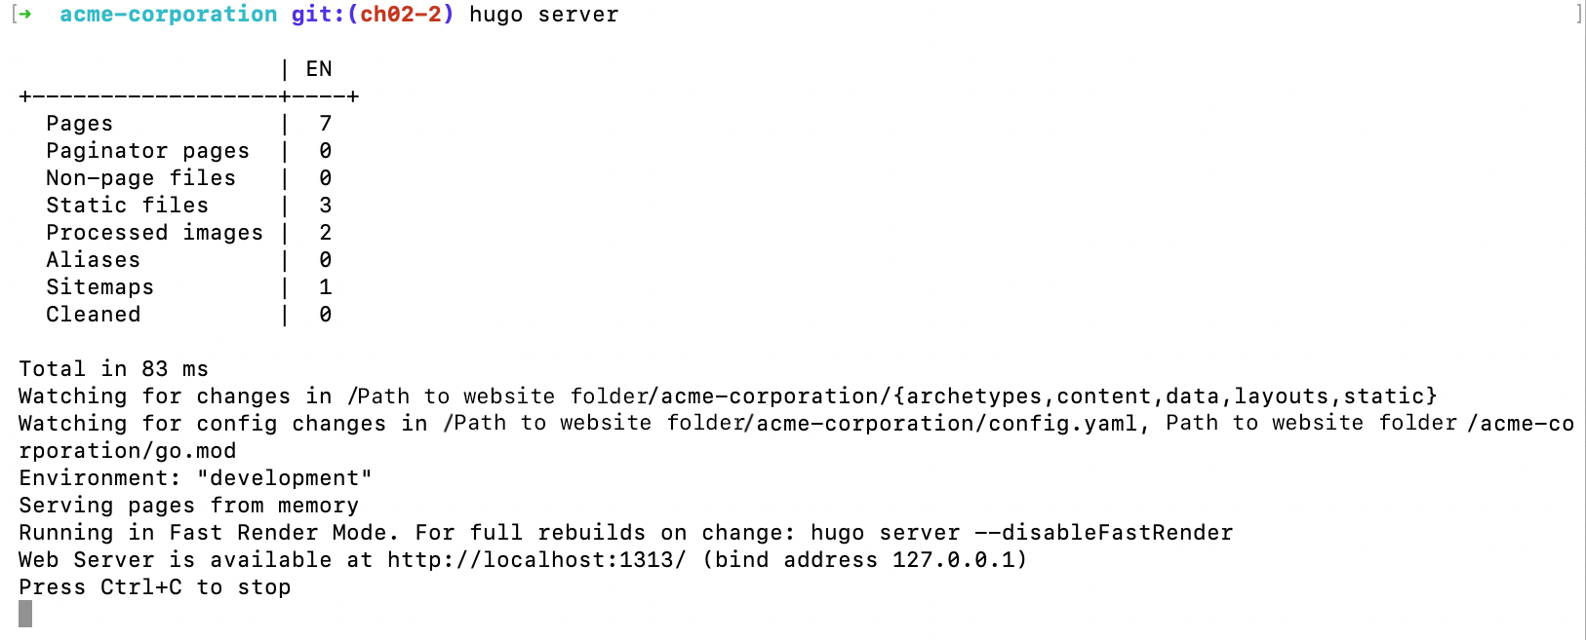 [➜  acme-corporation git:(ch02-2) hugo server ]
                   | EN
+------------------+----+
  Pages            |  7
  Paginator pages  |  0
  Non-page files   |  0
  Static files     |  3
  Processed images |  2
  Aliases          |  0
  Sitemaps         |  1
  Cleaned          |  0
Total in 83 ms
Watching for changes in /Path to website folder/acme-corporation/{archetypes,content,data,layouts,static}
Watching for config changes in /Path to website folder/acme-corporation/config.yaml, Path to website folder /acme-co
rporation/go.mod
Environment: "development"
Serving pages from memory
Running in Fast Render Mode. For full rebuilds on change: hugo server --disableFastRender
Web Server is available at http://localhost:1313/ (bind address 127.0.0.1)
Press Ctrl+C to stop